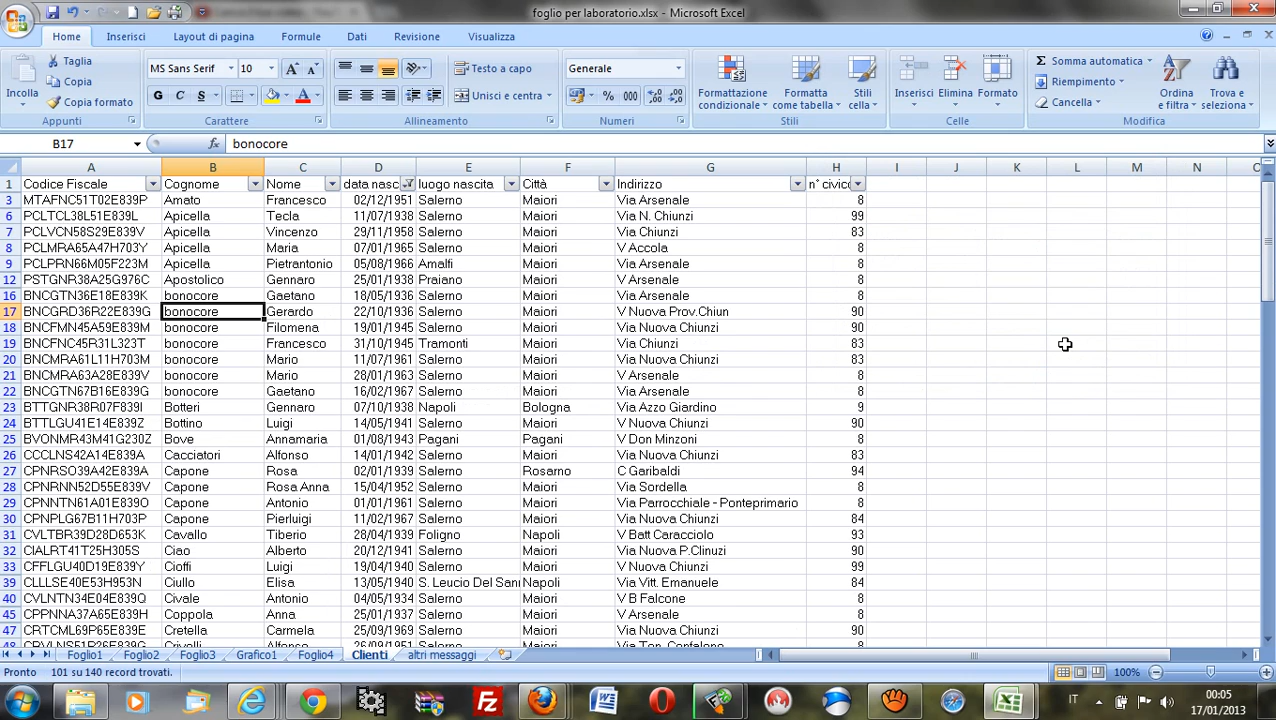 foglio per laboratorio.xlsx - Microsoft Excel
Home Inserisci Layout di pagina Formule Dati Revisione Visualizza
Incolla Taglia Copia Copia formato Appunti
MS Sans Serif 10 G C S Carattere
Testo a capo Unisci e centra Allineamento
Generale % 000 Numeri
Formattazione condizionale Formatta come tabella Stili cella Stili
Inserisci Elimina Formato Celle
Somma automatica Riempimento Cancella Ordina e filtra Trova e seleziona Modifica
B17 fx bonocore
A B C D E F G H I J K L M N
1 Codice Fiscale Cognome Nome data nasc luogo nascita Città Indirizzo n° civico
3 MTAFNC51T02E839P Amato Francesco 02/12/1951 Salerno Maiori Via Arsenale 8
6 PCLTCL38L51E839L Apicella Tecla 11/07/1938 Salerno Maiori Via N. Chiunzi 99
7 PCLVCN58S29E839V Apicella Vincenzo 29/11/1958 Salerno Maiori Via Chiunzi 83
8 PCLMRA65A47H703Y Apicella Maria 07/01/1965 Salerno Maiori V Accola 8
9 PCLPRN66M05F223M Apicella Pietrantonio 05/08/1966 Amalfi Maiori Via Arsenale 8
12 PSTGNR38A25G976C Apostolico Gennaro 25/01/1938 Praiano Maiori V Arsenale 8
16 BNCGTN36E18E839K bonocore Gaetano 18/05/1936 Salerno Maiori Via Arsenale 8
17 BNCGRD36R22E839G bonocore Gerardo 22/10/1936 Salerno Maiori V Nuova Prov.Chiun 90
18 BNCFMN45A59E839M bonocore Filomena 19/01/1945 Salerno Maiori Via Nuova Chiunzi 90
19 BNCFNC45R31L323T bonocore Francesco 31/10/1945 Tramonti Maiori Via Chiunzi 83
20 BNCMRA61L11H703M bonocore Mario 11/07/1961 Salerno Maiori Via Nuova Chiunzi 83
21 BNCMRA63A28E839V bonocore Mario 28/01/1963 Salerno Maiori V Arsenale 8
22 BNCGTN67B16E839G bonocore Gaetano 16/02/1967 Salerno Maiori Via Arsenale 8
23 BTTGNR38R07F839I Botteri Gennaro 07/10/1938 Napoli Bologna Via Azzo Giardino 9
24 BTTLGU41E14E839Z Bottino Luigi 14/05/1941 Salerno Maiori V Nuova Chiunzi 90
25 BVONMR43M41G230Z Bove Annamaria 01/08/1943 Pagani Pagani V Don Minzoni 8
26 CCCLNS42A14E839A Cacciatori Alfonso 14/01/1942 Salerno Maiori Via Nuova Chiunzi 83
27 CPNRSO39A42E839A Capone Rosa 02/01/1939 Salerno Rosarno C Garibaldi 94
28 CPNRNN52D55E839V Capone Rosa Anna 15/04/1952 Salerno Maiori Via Sordella 8
29 CPNNTN61A01E839O Capone Antonio 01/01/1961 Salerno Maiori Via Parrocchiale - Ponteprimario 8
30 CPNPLG67B11H703P Capone Pierluigi 11/02/1967 Salerno Maiori Via Nuova Chiunzi 84
31 CVLTBR39D28D653K Cavallo Tiberio 28/04/1939 Foligno Napoli V Batt Caracciolo 93
32 CIALRT41T25H305S Ciao Alberto 20/12/1941 Salerno Maiori Via Nuova P.Clinuzi 90
33 CFFLGU40D19E839I Cioffi Luigi 19/04/1940 Salerno Maiori V Nuova Chiunzi 99
39 CLLLSE40E53H953N Ciullo Elisa 13/05/1940 S. Leucio Del San Napoli Via Vitt. Emanuele 84
40 CVLNTN34E04E839Q Civale Antonio 04/05/1934 Salerno Maiori V B Falcone 8
45 CPPNNA37A65E839H Coppola Anna 25/01/1937 Salerno Maiori V Arsenale 8
47 CRTCML69P65E839E Cretella Carmela 25/09/1969 Salerno Maiori Via Nuova Chiunzi 90
Foglio1 Foglio2 Foglio3 Grafico1 Foglio4 Clienti altri messaggi
Pronto 101 su 140 record trovati. 100%
IT 00:05
17/01/2013